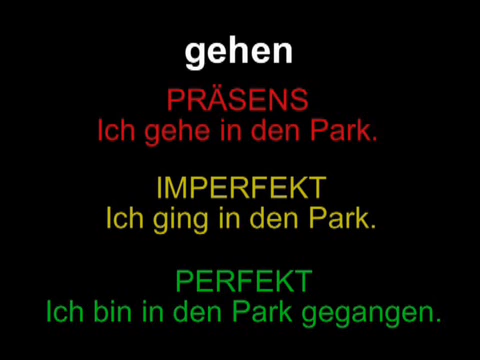 gehen
PRÄSENS
Ich gehe in den Park.
IMPERFEKT
Ich ging in den Park.
PERFEKT
Ich bin in den Park gegangen.